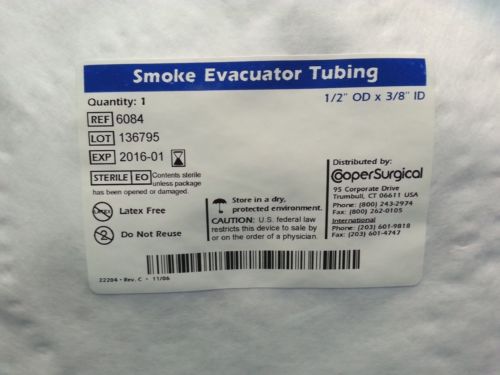 Smoke Evacuator Tubing
Quantity: 1
1/2" OD x 3/8" ID
REF 6084
LOT 136795
EXP 2016-01
STERILE EO Contents sterile
unless package
has been opened or damaged.
LATEX Latex Free
2 Do Not Reuse
Store in a dry,
protected environment.
CAUTION: U.S. federal law
restricts this device to sale by
or on the order of a physician.
Distributed by:
CooperSurgical
95 Corporate Drive
Trumbull, CT 06611 USA
Phone: (800) 243-2974
Fax: (800) 262-0105
International
Phone: (203) 601-9818
Fax: (203) 601-4747
22204 • Rev. C • 11/06